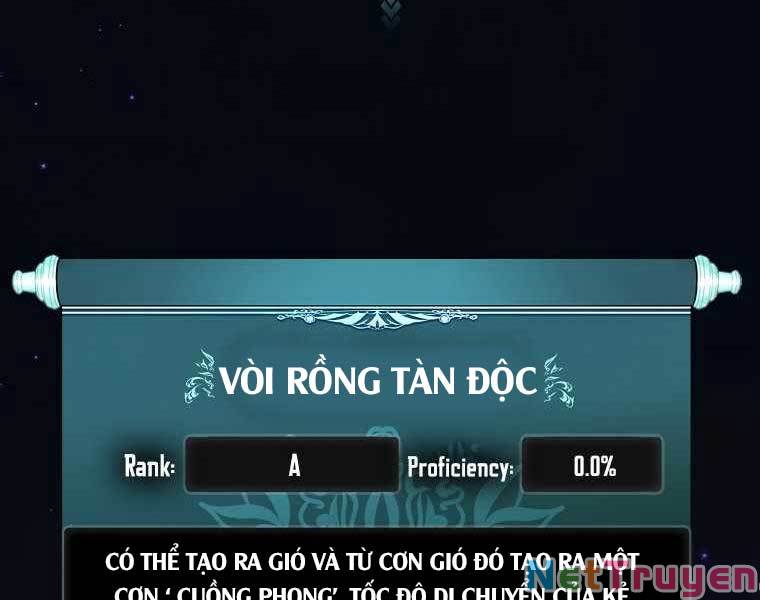 VÒI RỒNG TÀN ĐỘC
Rank: A Proficiency: 0.0%
CÓ THỂ TẠO RA GIÓ VÀ TỪ CƠN GIÓ ĐÓ TẠO RA MỘT
CƠN ‘ CUỒNG PHONG’. TỐC ĐỘ DI CHUYỂN CỦA KẺ
NetTruyen